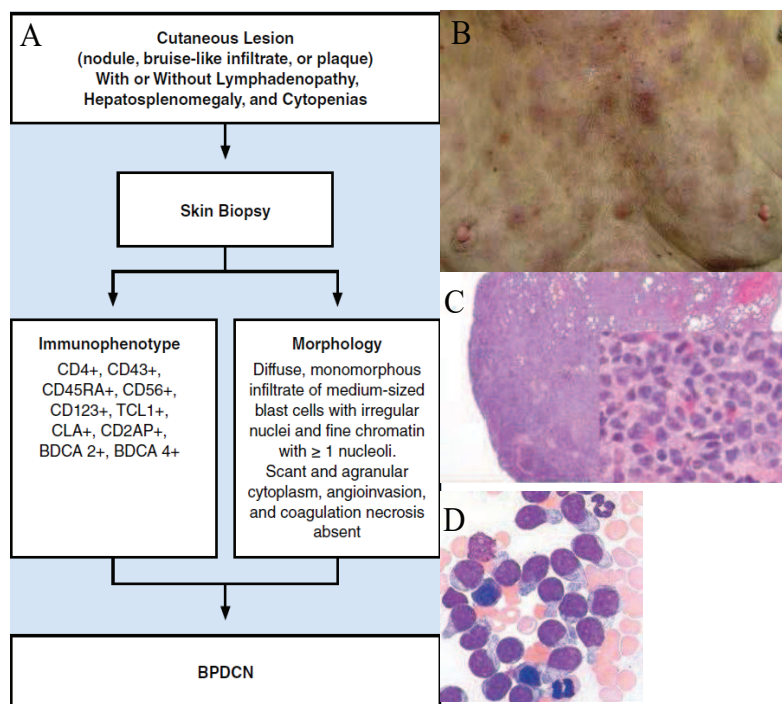 A
Cutaneous Lesion
(nodule, bruise-like infiltrate, or plaque)
With or Without Lymphadenopathy,
Hepatosplenomegaly, and Cytopenias
Skin Biopsy
Immunophenotype
CD4+, CD43+,
CD45RA+, CD56+,
CD123+, TCL1+,
CLA+, CD2AP+,
BDCA 2+, BDCA 4+
Morphology
Diffuse, monomorphous
infiltrate of medium-sized
blast cells with irregular
nuclei and fine chromatin
with ≥ 1 nucleoli.
Scant and agranular
cytoplasm, angioinvasion,
and coagulation necrosis
absent
BPDCN
B
C
D